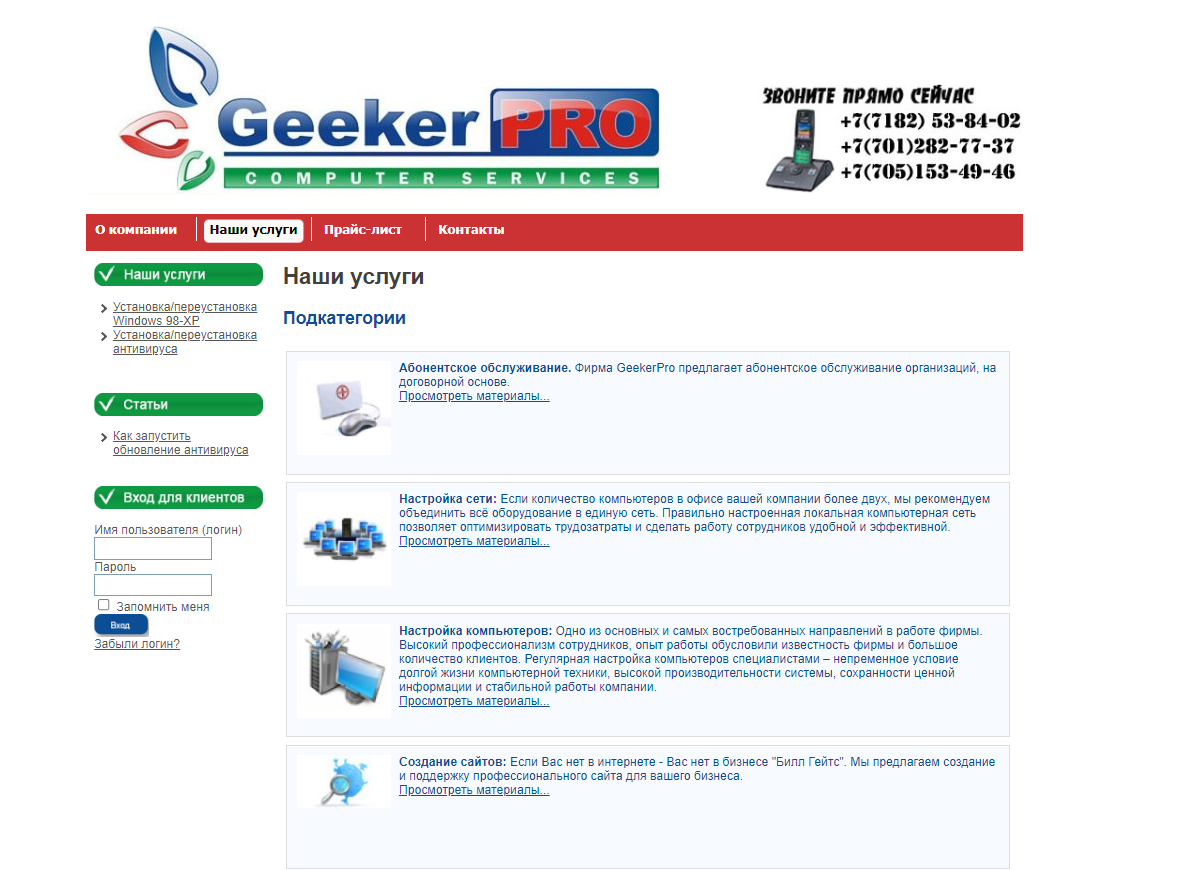 Geeker PRO
COMPUTER SERVICES
ЗВОНИТЕ ПРЯМО СЕЙЧАС
+7(7182) 53-84-02
+7(701)282-77-37
+7(705)153-49-46
О компании
Наши услуги
Прайс-лист
Контакты
Наши услуги
Установка/переустановка
Windows 98-XP
Установка/переустановка
антивируса
Статьи
Как запустить
обновление антивируса
Вход для клиентов
Имя пользователя (логин)
Пароль
Запомнить меня
Вход
Забыли логин?
Наши услуги
Подкатегории
Абонентское обслуживание. Фирма GeekerPro предлагает абонентское обслуживание организаций, на
договорной основе.
Просмотреть материалы...
Настройка сети: Если количество компьютеров в офисе вашей компании более двух, мы рекомендуем
объединить всё оборудование в единую сеть. Правильно настроенная локальная компьютерная сеть
позволяет оптимизировать трудозатраты и сделать работу сотрудников удобной и эффективной.
Просмотреть материалы...
Настройка компьютеров: Одно из основных и самых востребованных направлений в работе фирмы.
Высокий профессионализм сотрудников, опыт работы обусловили известность фирмы и большое
количество клиентов. Регулярная настройка компьютеров специалистами – непременное условие
долгой жизни компьютерной техники, высокой производительности системы, сохранности ценной
информации и стабильной работы компании.
Просмотреть материалы...
Создание сайтов: Если Вас нет в интернете - Вас нет в бизнесе "Билл Гейтс". Мы предлагаем создание
и поддержку профессионального сайта для вашего бизнеса.
Просмотреть материалы...